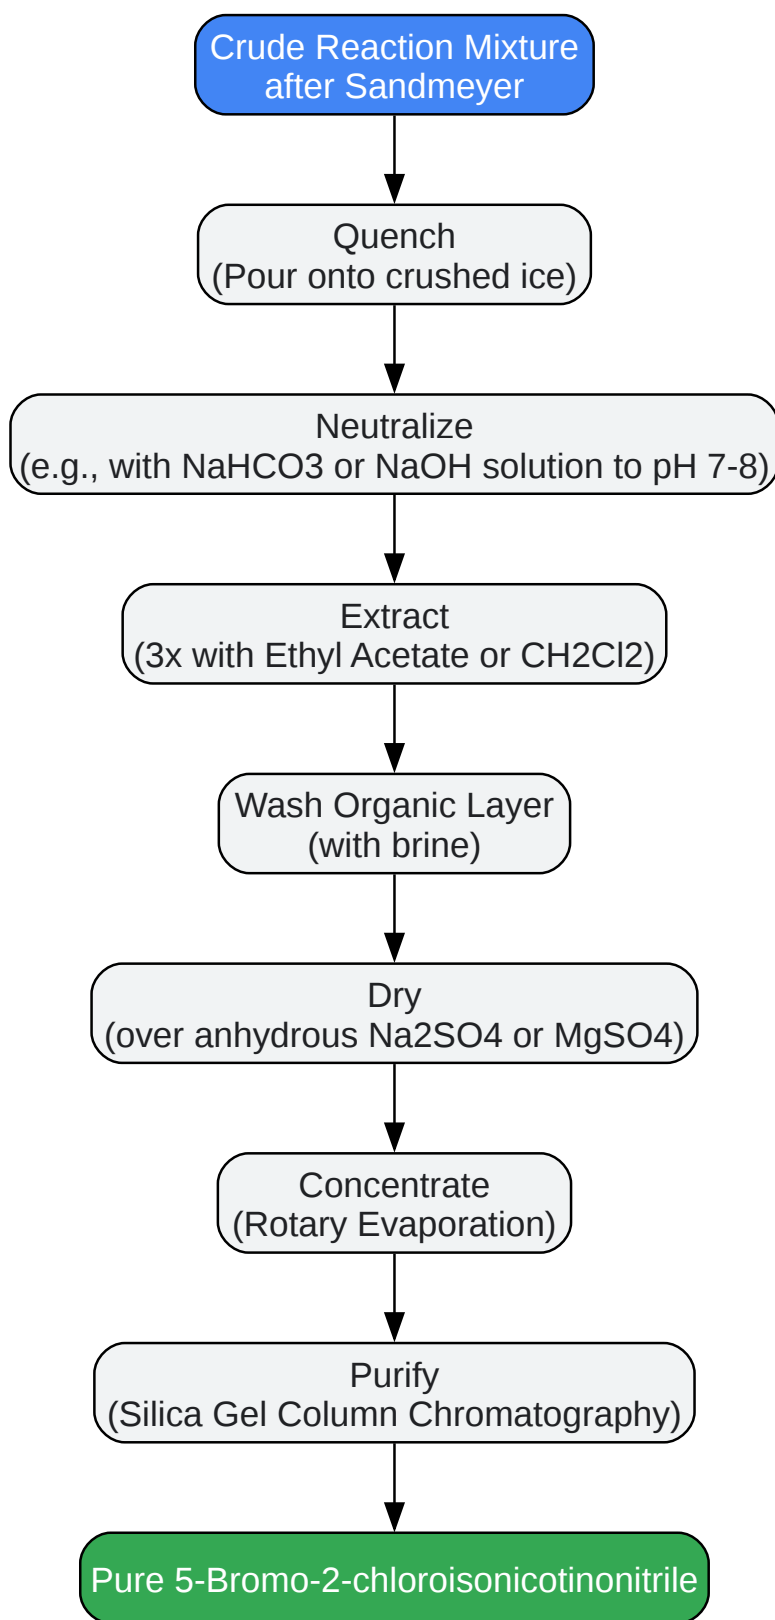 Crude Reaction Mixture
after Sandmeyer
Quench
(Pour onto crushed ice)
Neutralize
(e.g., with NaHCO3 or NaOH solution to pH 7-8)
Extract
(3x with Ethyl Acetate or CH2Cl2)
Wash Organic Layer
(with brine)
Dry
(over anhydrous Na2SO4 or MgSO4)
Concentrate
(Rotary Evaporation)
Purify
(Silica Gel Column Chromatography)
Pure 5-Bromo-2-chloroisonicotinonitrile